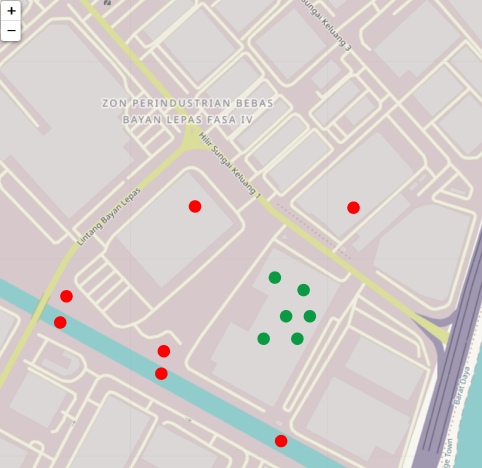 +
−
Sungai Keluang 3
ZON PERINDUSTRIAN BEBAS
BAYAN LEPAS FASA IV
Hilir Sungai Keluang 1
Lintang Bayan Lepas
Barat Daya